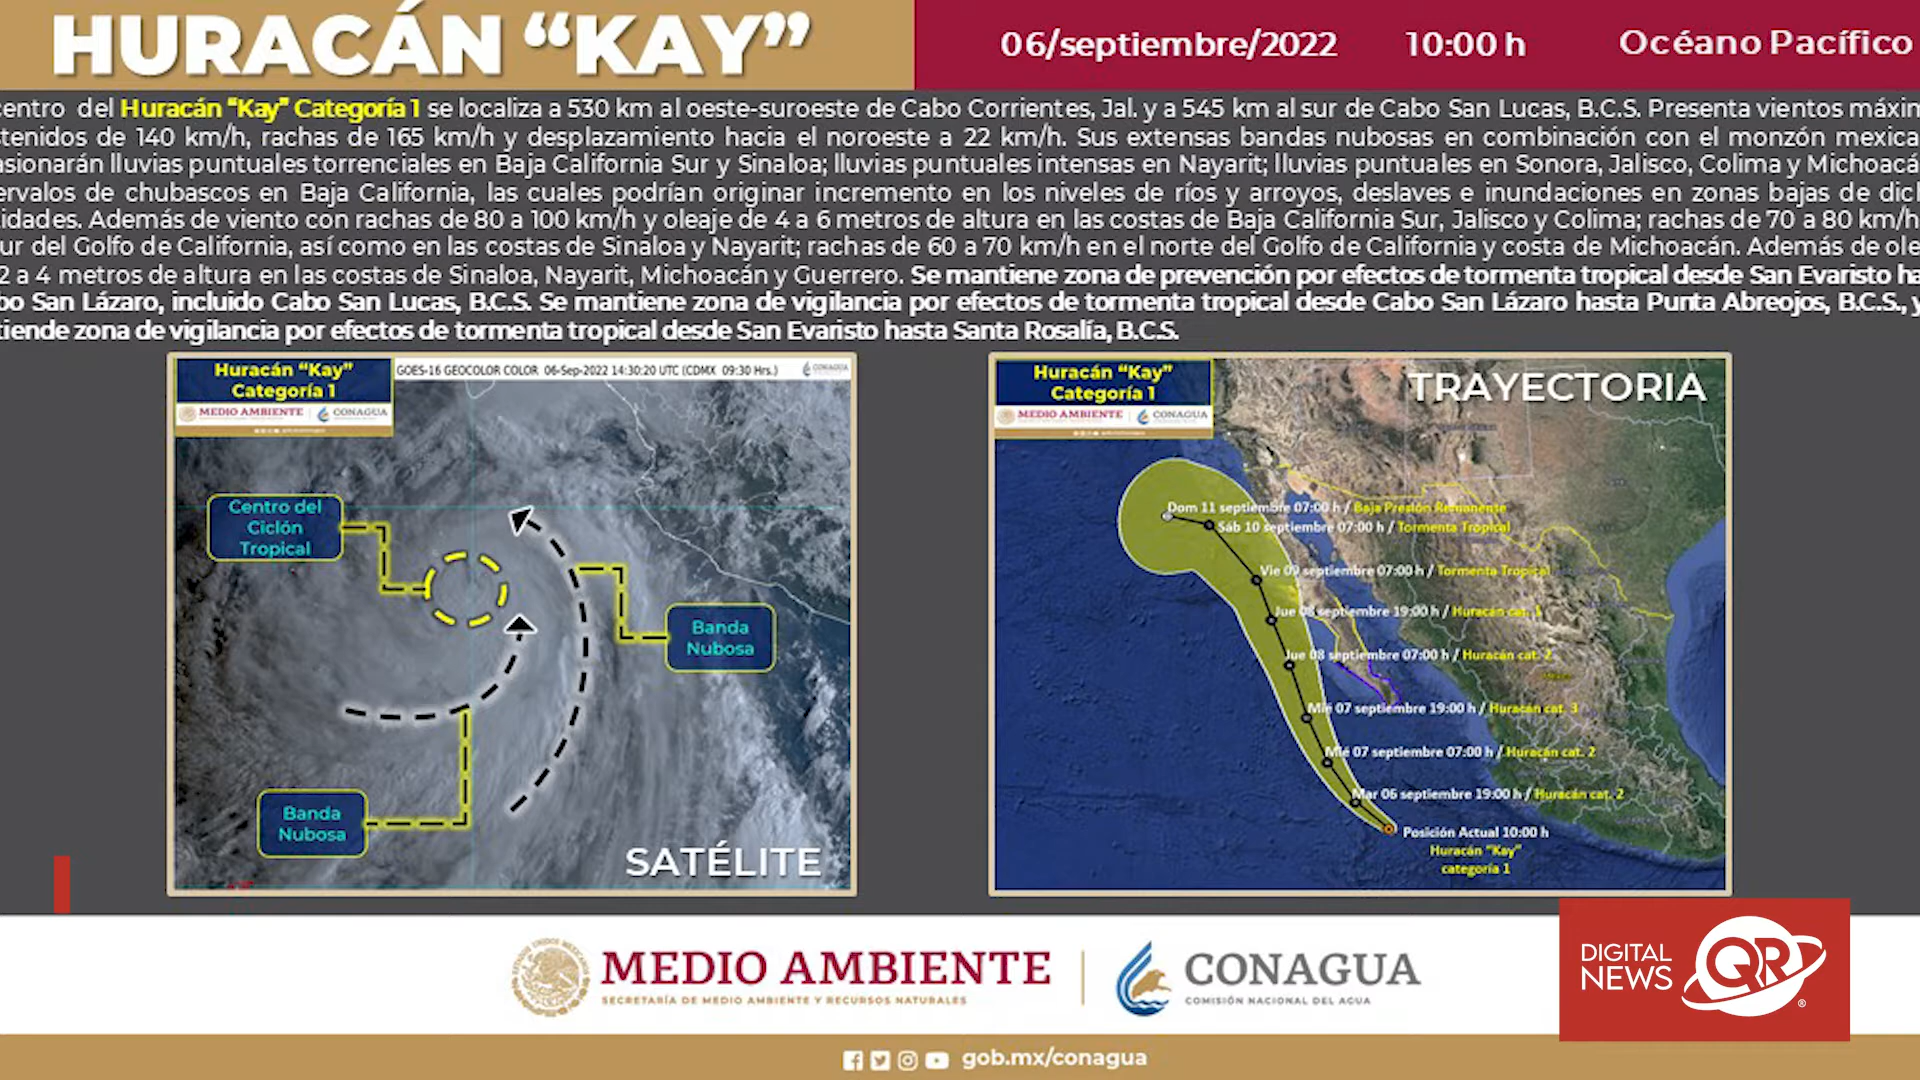 HURACÁN “KAY”
06/septiembre/2022 10:00 h Océano Pacífico
entro del Huracán “Kay” Categoría 1 se localiza a 530 km al oeste-suroeste de Cabo Corrientes, Jal. y a 545 km al sur de Cabo San Lucas, B.C.S. Presenta vientos máxim
tenidos de 140 km/h, rachas de 165 km/h y desplazamiento hacia el noroeste a 22 km/h. Sus extensas bandas nubosas en combinación con el monzón mexica
asionarán lluvias puntuales torrenciales en Baja California Sur y Sinaloa; lluvias puntuales intensas en Nayarit; lluvias puntuales en Sonora, Jalisco, Colima y Michoacá
ervalos de chubascos en Baja California, las cuales podrían originar incremento en los niveles de ríos y arroyos, deslaves e inundaciones en zonas bajas de dich
idades. Además de viento con rachas de 80 a 100 km/h y oleaje de 4 a 6 metros de altura en las costas de Baja California Sur, Jalisco y Colima; rachas de 70 a 80 km/h
ur del Golfo de California, así como en las costas de Sinaloa y Nayarit; rachas de 60 a 70 km/h en el norte del Golfo de California y costa de Michoacán. Además de ole
2 a 4 metros de altura en las costas de Sinaloa, Nayarit, Michoacán y Guerrero. Se mantiene zona de prevención por efectos de tormenta tropical desde San Evaristo ha
bo San Lázaro, incluido Cabo San Lucas, B.C.S. Se mantiene zona de vigilancia por efectos de tormenta tropical desde Cabo San Lázaro hasta Punta Abreojos, B.C.S., y
tiende zona de vigilancia por efectos de tormenta tropical desde San Evaristo hasta Santa Rosalía, B.C.S.
Huracán “Kay”
Categoría 1
MEDIO AMBIENTE CONAGUA
GOES-16 GEOCOLOR COLOR 06-Sep-2022 14:30:20 UTC (CDMX 09:30 Hrs.)
CONAGUA
Centro del
Ciclón
Tropical
Banda
Nubosa
Banda
Nubosa
SATÉLITE
Huracán “Kay”
Categoría 1
MEDIO AMBIENTE CONAGUA
TRAYECTORIA
Dom 11 septiembre 07:00 h / Baja Presión Remanente
Sáb 10 septiembre 07:00 h / Tormenta Tropical
Vie 09 septiembre 07:00 h / Tormenta Tropical
Jue 08 septiembre 19:00 h / Huracán cat. 1
Jue 08 septiembre 07:00 h / Huracán cat. 2
Mié 07 septiembre 19:00 h / Huracán cat. 3
Mié 07 septiembre 07:00 h / Huracán cat. 2
Mar 06 septiembre 19:00 h / Huracán cat. 2
Posición Actual 10:00 h
Huracán “Kay”
categoría 1
MEDIO AMBIENTE
SECRETARÍA DE MEDIO AMBIENTE Y RECURSOS NATURALES
CONAGUA
COMISIÓN NACIONAL DEL AGUA
DIGITAL
NEWS
QR
®
gob.mx/conagua